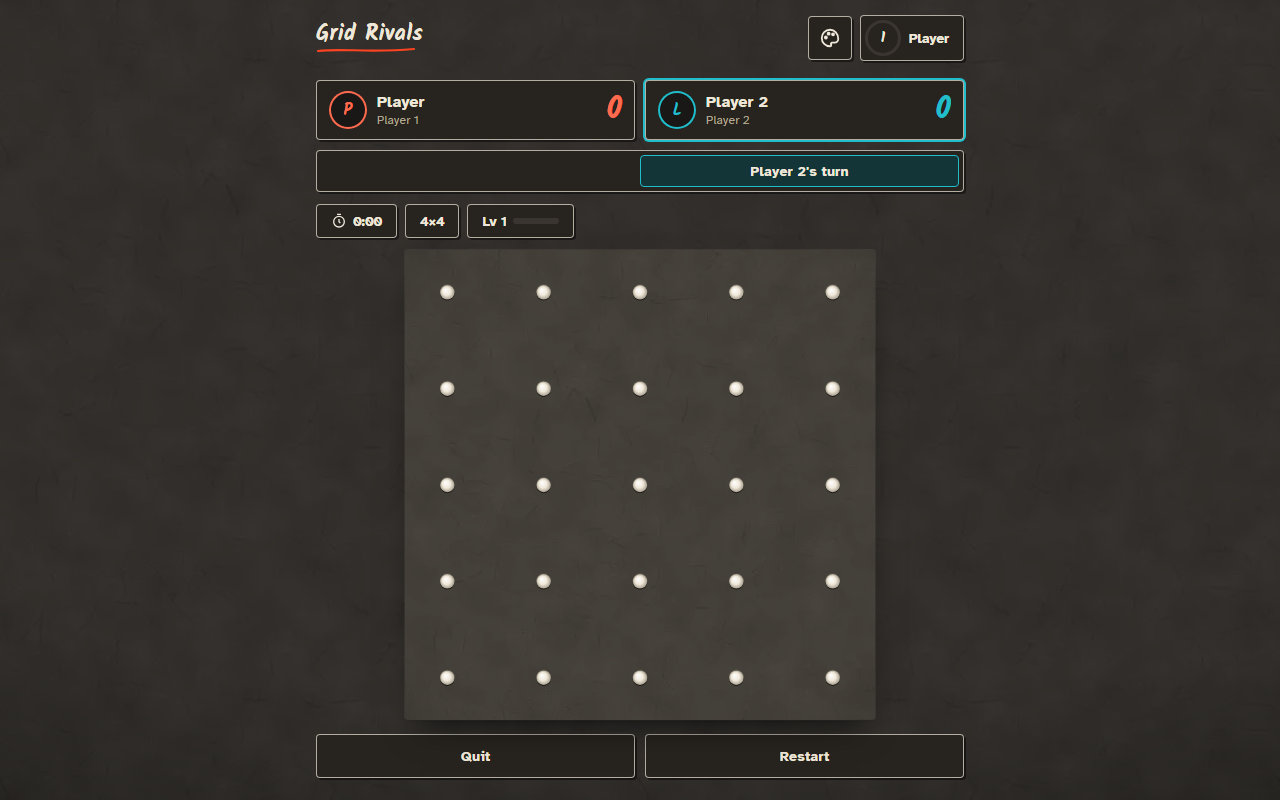 Grid Rivals
1 Player
P Player 0
Player 1
L Player 2 0
Player 2
Player 2's turn
0:00 4×4 Lv 1
Quit Restart